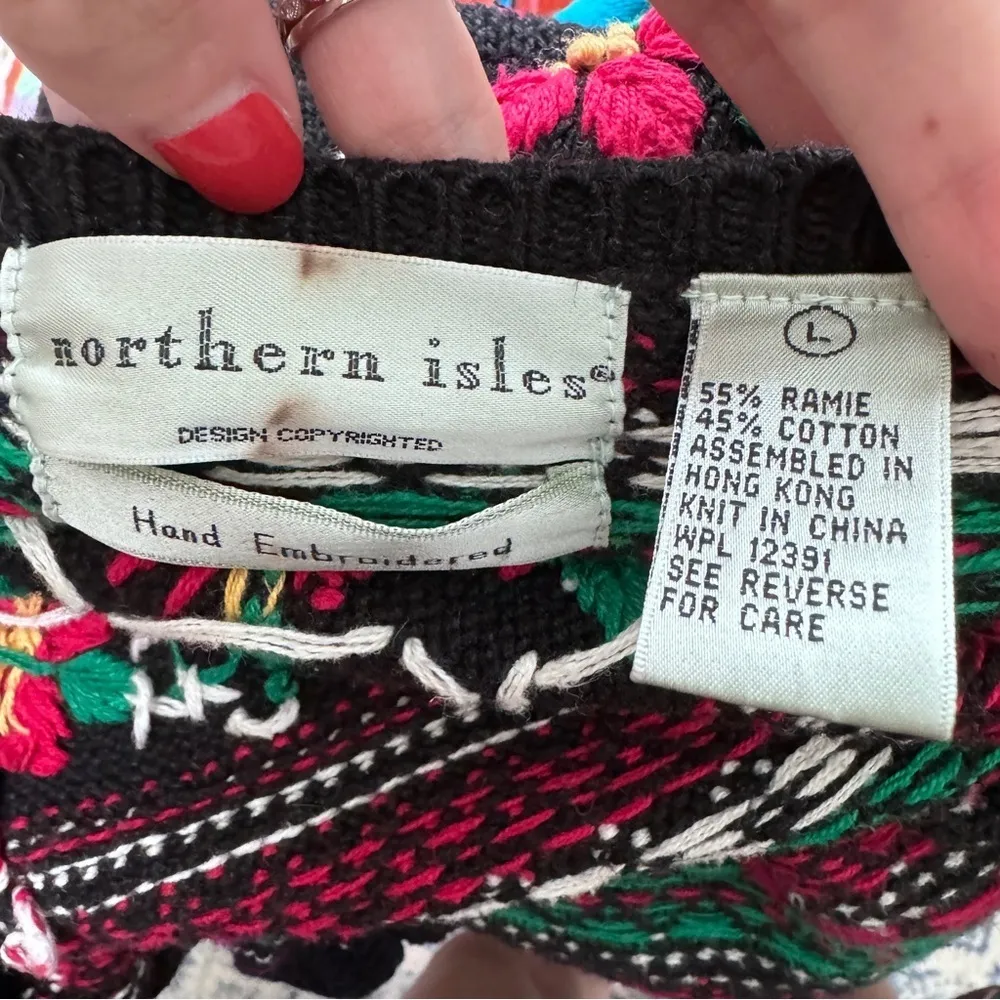 northern isles®
DESIGN COPYRIGHTED
Hand Embroidered
L
55% RAMIE
45% COTTON
ASSEMBLED IN
HONG KONG
KNIT IN CHINA
WPL 12391
SEE REVERSE
FOR CARE